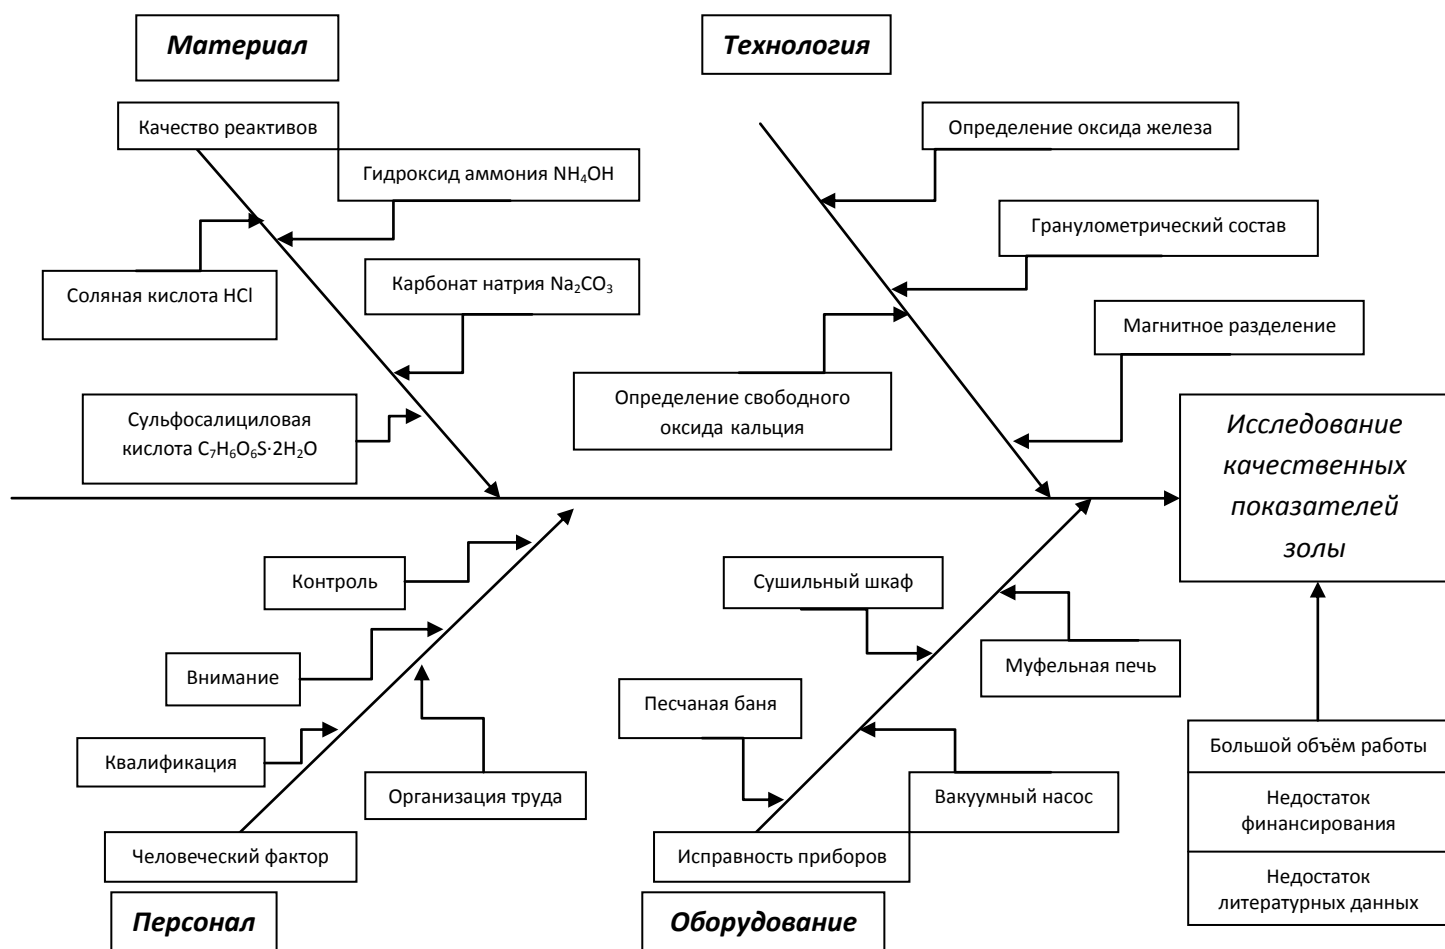 Материал
Технология
Качество реактивов
Определение оксида железа
Гидроксид аммония NH₄OH
Гранулометрический состав
Соляная кислота HCl
Карбонат натрия Na₂CO₃
Магнитное разделение
Определение свободного
оксида кальция
Сульфосалициловая
кислота C₇H₆O₆S·2H₂O
Исследование
качественных
показателей
золы
Контроль
Сушильный шкаф
Внимание
Муфельная печь
Песчаная баня
Квалификация
Организация труда
Вакуумный насос
Большой объём работы
Недостаток
финансирования
Недостаток
литературных данных
Человеческий фактор
Исправность приборов
Персонал
Оборудование